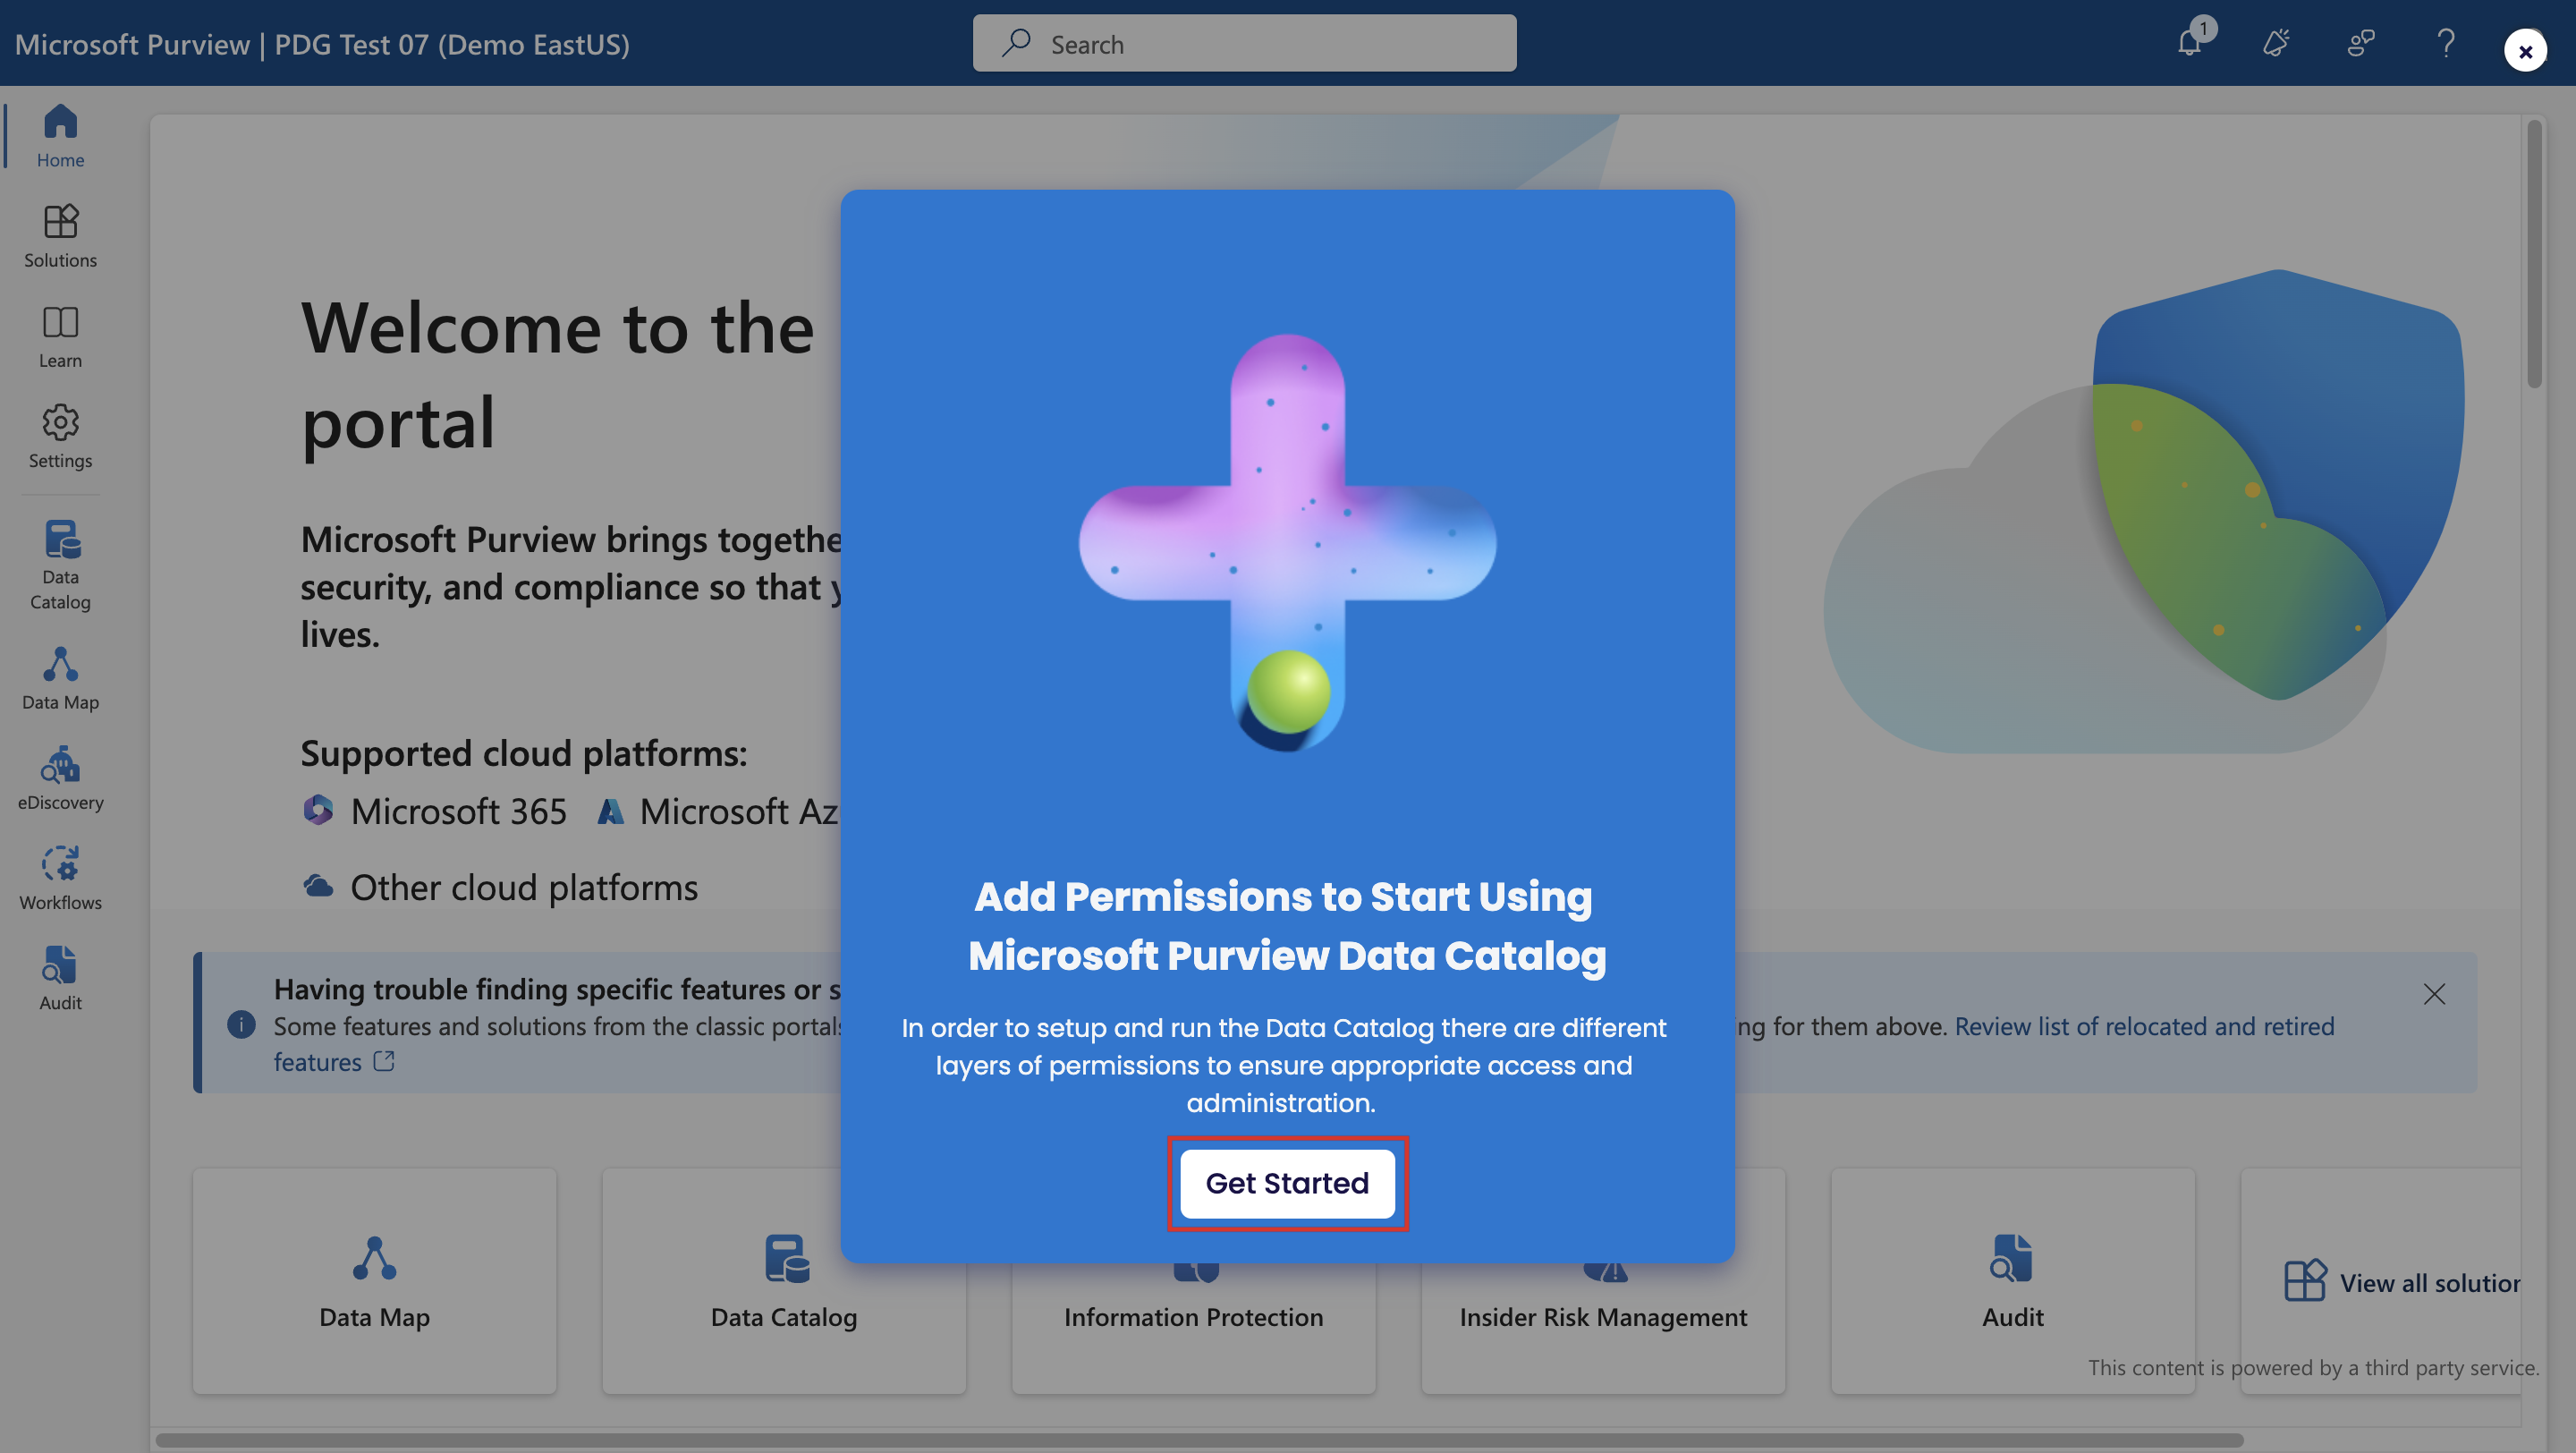 Microsoft Purview | PDG Test 07 (Demo EastUS)
Search
1
Home
Solutions
Learn
Settings
Data
Catalog
Data Map
eDiscovery
Workflows
Audit
Welcome to the
portal
Microsoft Purview brings togethe
security, and compliance so that y
lives.
Supported cloud platforms:
Microsoft 365 Microsoft Az
Other cloud platforms
Having trouble finding specific features or s
Some features and solutions from the classic portals
ng for them above. Review list of relocated and retired
features
Add Permissions to Start Using
Microsoft Purview Data Catalog
In order to setup and run the Data Catalog there are different
layers of permissions to ensure appropriate access and
administration.
Get Started
Data Map
Data Catalog
Information Protection
Insider Risk Management
Audit
View all solution
This content is powered by a third party service.